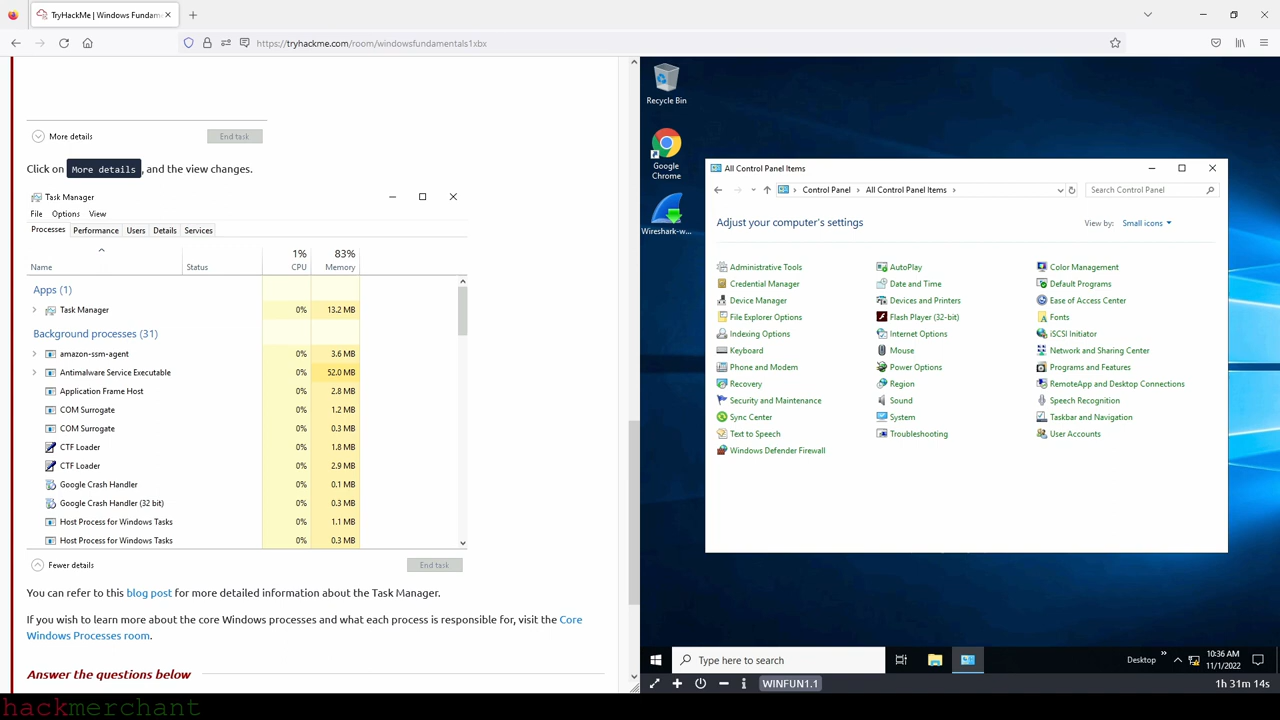 TryHackMe | Windows Fundam
https://tryhackme.com/room/windowsfundamentals1xbx
More details
End task
Click on More details , and the view changes.
Task Manager
File Options View
Processes Performance Users Details Services
1% 83%
Name Status CPU Memory
Apps (1)
Task Manager 0% 13.2 MB
Background processes (31)
amazon-ssm-agent 0% 3.6 MB
Antimalware Service Executable 0% 52.0 MB
Application Frame Host 0% 2.8 MB
COM Surrogate 0% 1.2 MB
COM Surrogate 0% 0.3 MB
CTF Loader 0% 1.8 MB
CTF Loader 0% 2.9 MB
Google Crash Handler 0% 0.1 MB
Google Crash Handler (32 bit) 0% 0.3 MB
Host Process for Windows Tasks 0% 1.1 MB
Host Process for Windows Tasks 0% 0.3 MB
Fewer details
End task
You can refer to this blog post for more detailed information about the Task Manager.
If you wish to learn more about the core Windows processes and what each process is responsible for, visit the Core
Windows Processes room.
Answer the questions below
hackmerchant
Recycle Bin
Google
Chrome
Wireshark-w...
All Control Panel Items
Control Panel All Control Panel Items
Search Control Panel
Adjust your computer's settings
View by: Small icons
Administrative Tools AutoPlay Color Management
Credential Manager Date and Time Default Programs
Device Manager Devices and Printers Ease of Access Center
File Explorer Options Flash Player (32-bit) Fonts
Indexing Options Internet Options iSCSI Initiator
Keyboard Mouse Network and Sharing Center
Phone and Modem Power Options Programs and Features
Recovery Region RemoteApp and Desktop Connections
Security and Maintenance Sound Speech Recognition
Sync Center System Taskbar and Navigation
Text to Speech Troubleshooting User Accounts
Windows Defender Firewall
Type here to search
Desktop
10:36 AM
11/1/2022
WINFUN1.1
1h 31m 14s